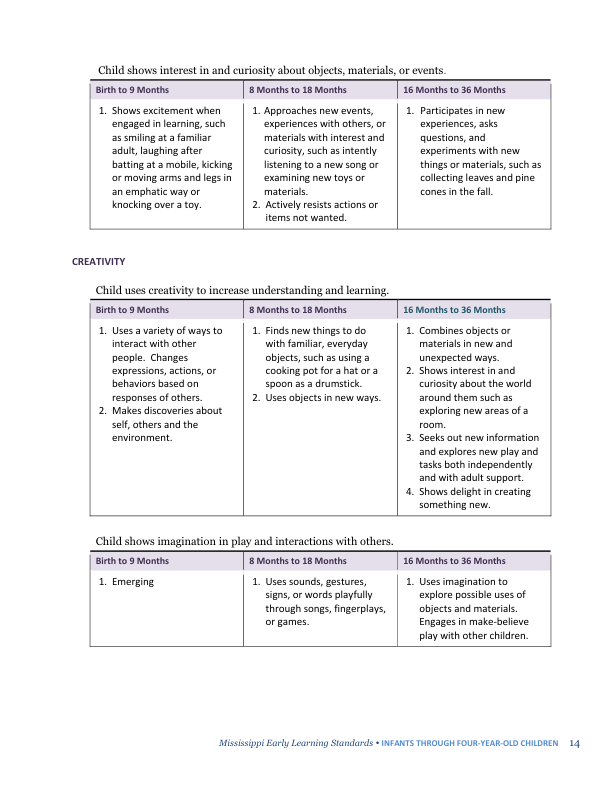 Child shows interest in and curiosity about objects, materials, or events.
Birth to 9 Months
1. Shows excitement when
engaged in learning, such
as smiling at a familiar
adult, laughing after
batting at a mobile, kicking
or moving arms and legs in
an emphatic way or
knocking over a toy.
8 Months to 18 Months
1. Approaches new events,
experiences with others, or
materials with interest and
curiosity, such as intently
listening to a new song or
examining new toys or
materials.
2. Actively resists actions or
items not wanted.
16 Months to 36 Months
1. Participates in new
experiences, asks
questions, and
experiments with new
things or materials, such as
collecting leaves and pine
cones in the fall.
CREATIVITY
Child uses creativity to increase understanding and learning.
Birth to 9 Months
1. Uses a variety of ways to
interact with other
people. Changes
expressions, actions, or
behaviors based on
responses of others.
2. Makes discoveries about
self, others and the
environment.
8 Months to 18 Months
1. Finds new things to do
with familiar, everyday
objects, such as using a
cooking pot for a hat or a
spoon as a drumstick.
2. Uses objects in new ways.
16 Months to 36 Months
1. Combines objects or
materials in new and
unexpected ways.
2. Shows interest in and
curiosity about the world
around them such as
exploring new areas of a
room.
3. Seeks out new information
and explores new play and
tasks both independently
and with adult support.
4. Shows delight in creating
something new.
Child shows imagination in play and interactions with others.
Birth to 9 Months
1. Emerging
8 Months to 18 Months
1. Uses sounds, gestures,
signs, or words playfully
through songs, fingerplays,
or games.
16 Months to 36 Months
1. Uses imagination to
explore possible uses of
objects and materials.
Engages in make-believe
play with other children.
Mississippi Early Learning Standards • INFANTS THROUGH FOUR-YEAR-OLD CHILDREN 14